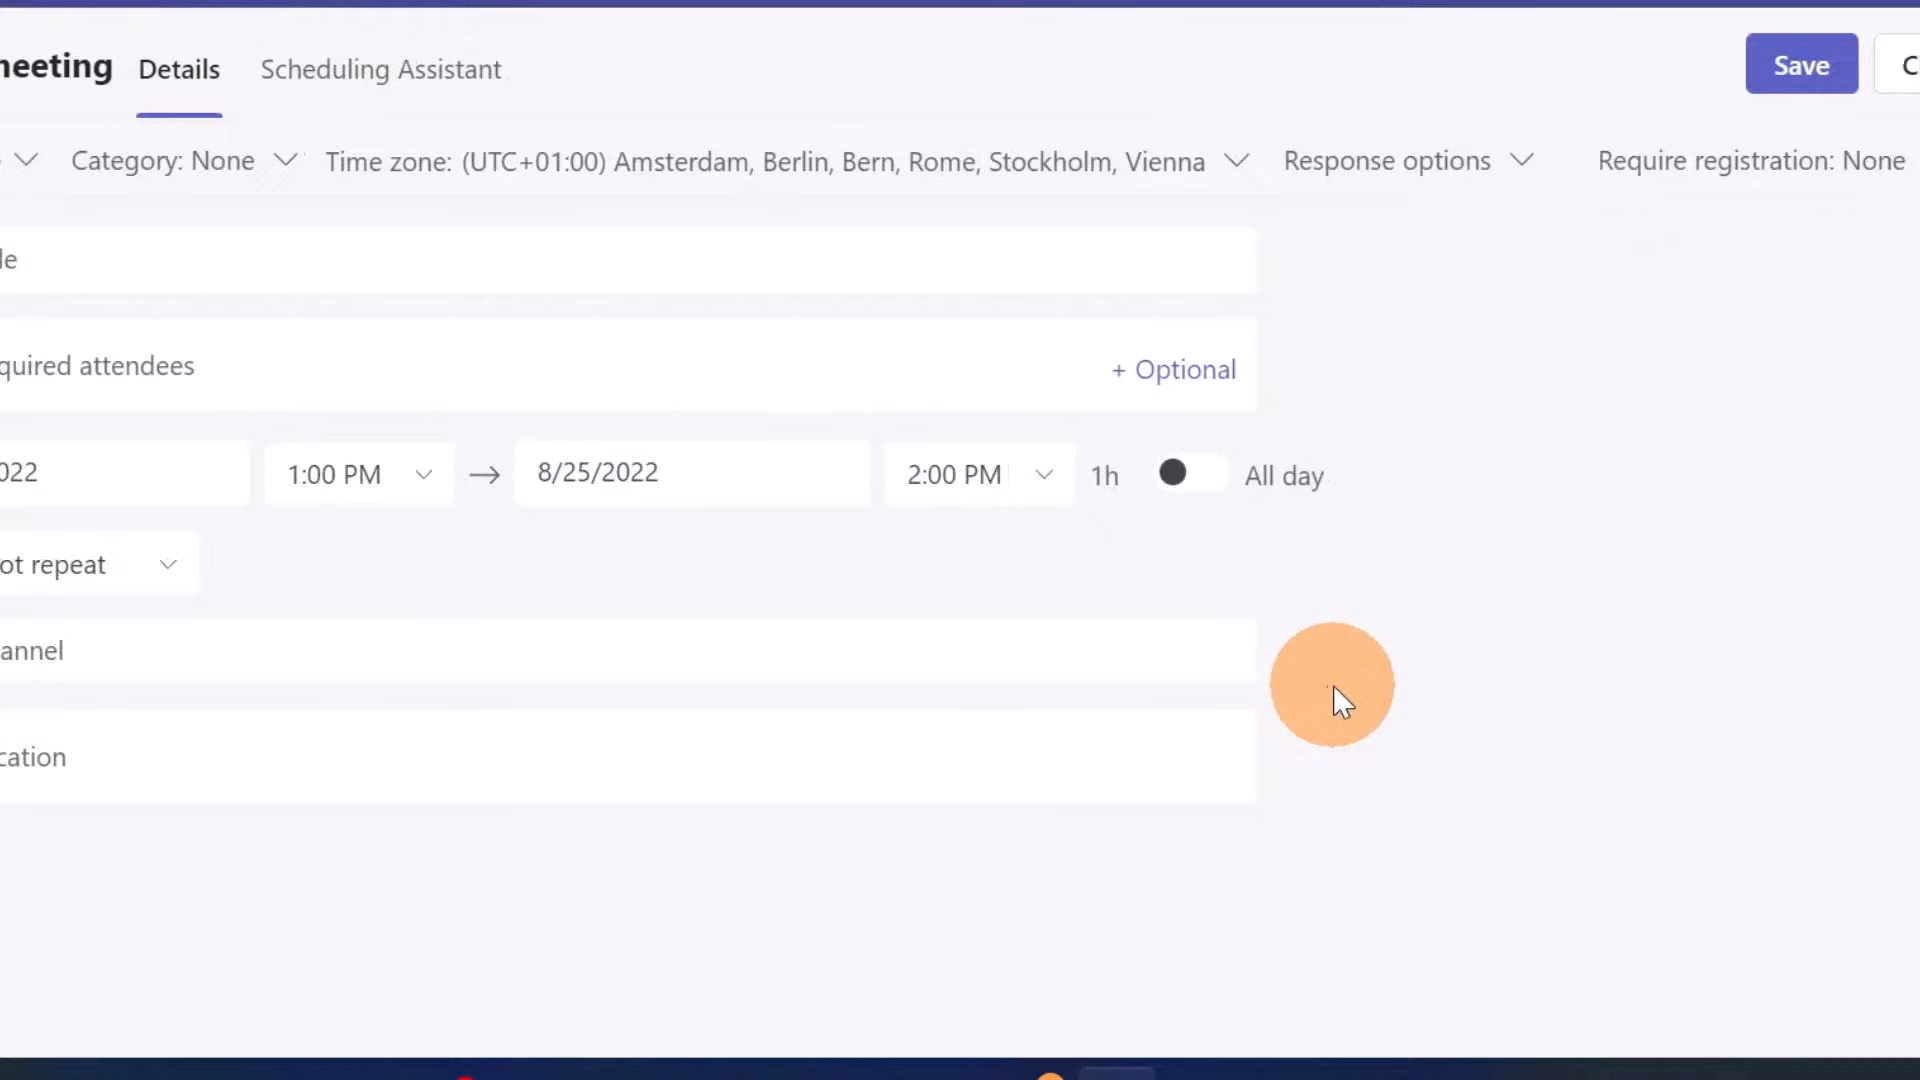 neeting Details Scheduling Assistant Save C
Category: None Time zone: (UTC+01:00) Amsterdam, Berlin, Bern, Rome, Stockholm, Vienna Response options Require registration: None
le
quired attendees + Optional
022 1:00 PM → 8/25/2022 2:00 PM 1h All day
ot repeat
annel
cation